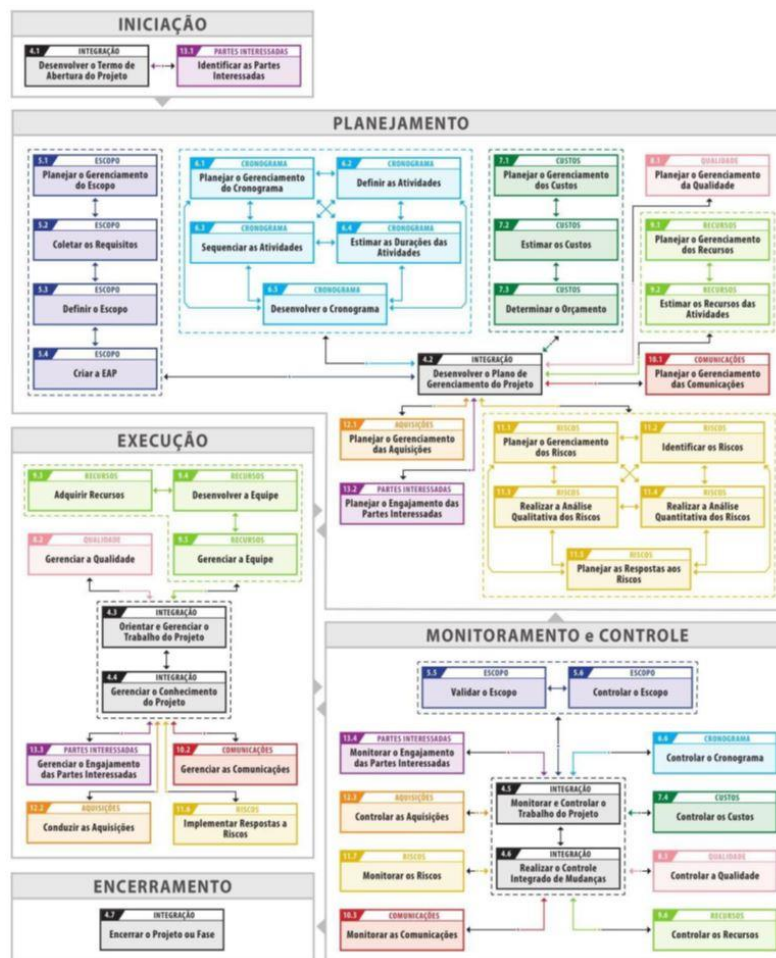 INICIAÇÃO
4.1 INTEGRAÇÃO
Desenvolver o Termo de
Abertura do Projeto
13.1 PARTES INTERESSADAS
Identificar as Partes
Interessadas
PLANEJAMENTO
5.1 ESCOPO
Planejar o Gerenciamento
do Escopo
5.2 ESCOPO
Coletar os Requisitos
5.3 ESCOPO
Definir o Escopo
5.4 ESCOPO
Criar a EAP
6.1 CRONOGRAMA
Planejar o Gerenciamento
do Cronograma
6.2 CRONOGRAMA
Definir as Atividades
6.3 CRONOGRAMA
Sequenciar as Atividades
6.4 CRONOGRAMA
Estimar as Durações das
Atividades
6.5 CRONOGRAMA
Desenvolver o Cronograma
7.1 CUSTOS
Planejar o Gerenciamento
dos Custos
7.2 CUSTOS
Estimar os Custos
7.3 CUSTOS
Determinar o Orçamento
8.1 QUALIDADE
Planejar o Gerenciamento
da Qualidade
9.1 RECURSOS
Planejar o Gerenciamento
dos Recursos
9.2 RECURSOS
Estimar os Recursos das
Atividades
4.2 INTEGRAÇÃO
Desenvolver o Plano de
Gerenciamento do Projeto
10.1 COMUNICAÇÕES
Planejar o Gerenciamento
das Comunicações
12.1 AQUISIÇÕES
Planejar o Gerenciamento
das Aquisições
13.2 PARTES INTERESSADAS
Planejar o Engajamento das
Partes Interessadas
11.1 RISCOS
Planejar o Gerenciamento
dos Riscos
11.2 RISCOS
Identificar os Riscos
11.3 RISCOS
Realizar a Análise
Qualitativa dos Riscos
11.4 RISCOS
Realizar a Análise
Quantitativa dos Riscos
11.5 RISCOS
Planejar as Respostas aos
Riscos
EXECUÇÃO
9.3 RECURSOS
Adquirir Recursos
9.4 RECURSOS
Desenvolver a Equipe
8.2 QUALIDADE
Gerenciar a Qualidade
9.5 RECURSOS
Gerenciar a Equipe
4.3 INTEGRAÇÃO
Orientar e Gerenciar o
Trabalho do Projeto
4.4 INTEGRAÇÃO
Gerenciar o Conhecimento
do Projeto
13.3 PARTES INTERESSADAS
Gerenciar o Engajamento
das Partes Interessadas
10.2 COMUNICAÇÕES
Gerenciar as Comunicações
12.2 AQUISIÇÕES
Conduzir as Aquisições
11.6 RISCOS
Implementar Respostas a
Riscos
MONITORAMENTO e CONTROLE
5.5 ESCOPO
Validar o Escopo
5.6 ESCOPO
Controlar o Escopo
13.4 PARTES INTERESSADAS
Monitorar o Engajamento
das Partes Interessadas
6.6 CRONOGRAMA
Controlar o Cronograma
12.3 AQUISIÇÕES
Controlar as Aquisições
4.5 INTEGRAÇÃO
Monitorar e Controlar o
Trabalho do Projeto
7.4 CUSTOS
Controlar os Custos
11.7 RISCOS
Monitorar os Riscos
4.6 INTEGRAÇÃO
Realizar o Controle
Integrado de Mudanças
8.3 QUALIDADE
Controlar a Qualidade
10.3 COMUNICAÇÕES
Monitorar as Comunicações
9.6 RECURSOS
Controlar os Recursos
ENCERRAMENTO
4.7 INTEGRAÇÃO
Encerrar o Projeto ou Fase